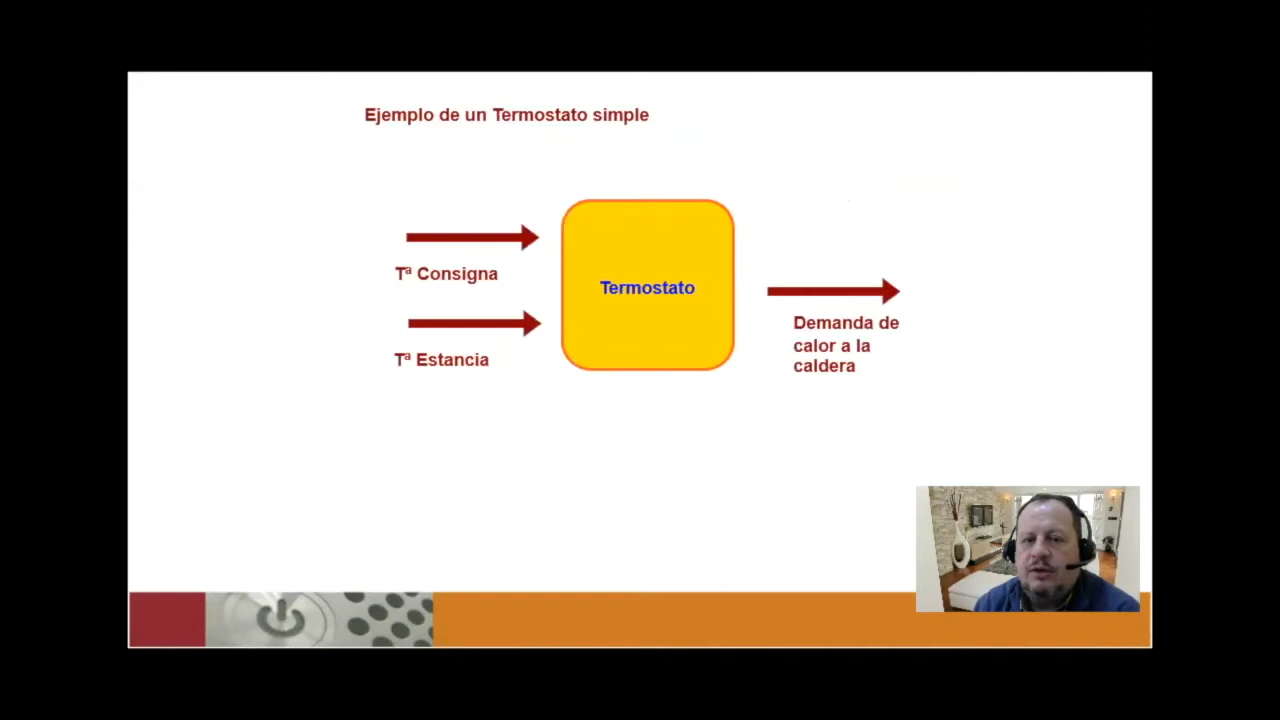 Ejemplo de un Termostato simple
Tª Consigna
Termostato
Tª Estancia
Demanda de
calor a la
caldera